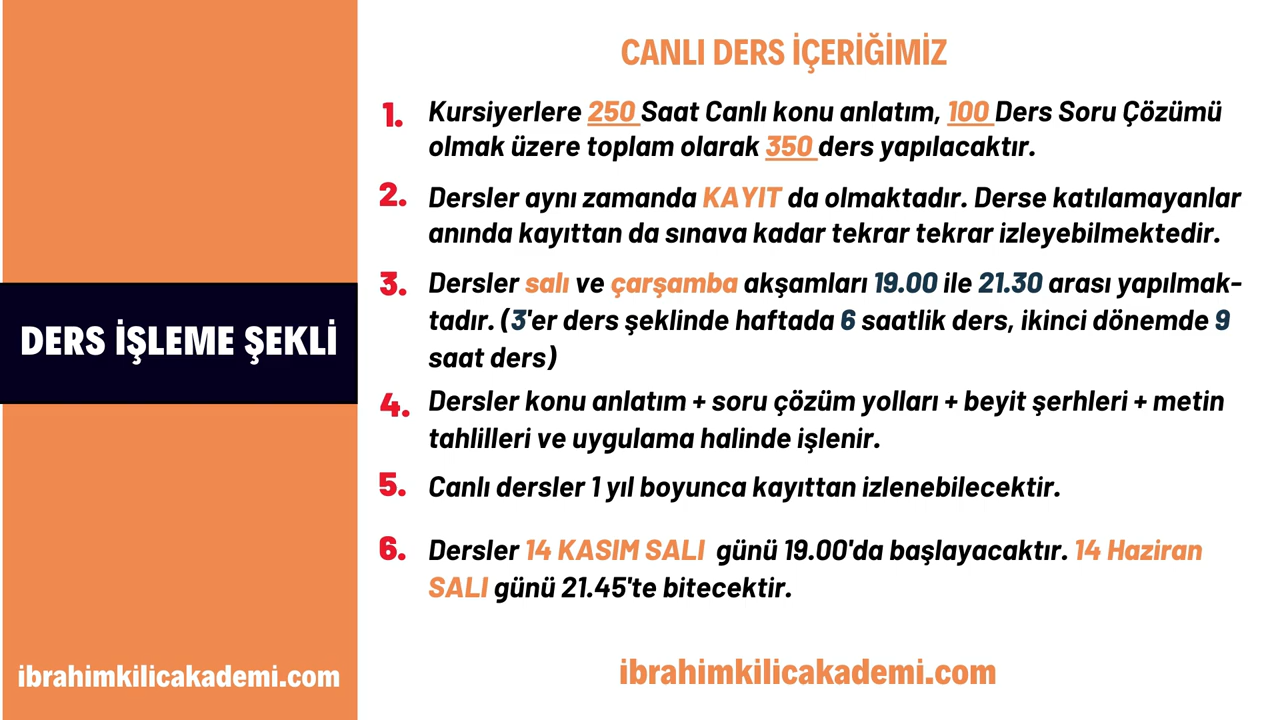 CANLI DERS İÇERİĞİMİZ
1. Kursiyerlere 250 Saat Canlı konu anlatım, 100 Ders Soru Çözümü
olmak üzere toplam olarak 350 ders yapılacaktır.
2. Dersler aynı zamanda KAYIT da olmaktadır. Derse katılamayanlar
anında kayıttan da sınava kadar tekrar tekrar izleyebilmektedir.
3. Dersler salı ve çarşamba akşamları 19.00 ile 21.30 arası yapılmak-
tadır. (3'er ders şeklinde haftada 6 saatlik ders, ikinci dönemde 9
saat ders)
4. Dersler konu anlatım + soru çözüm yolları + beyit şerhleri + metin
tahlilleri ve uygulama halinde işlenir.
5. Canlı dersler 1 yıl boyunca kayıttan izlenebilecektir.
6. Dersler 14 KASIM SALI günü 19.00'da başlayacaktır. 14 Haziran
SALI günü 21.45'te bitecektir.
DERS İŞLEME ŞEKLİ
ibrahimkilicakademi.com
ibrahimkilicakademi.com